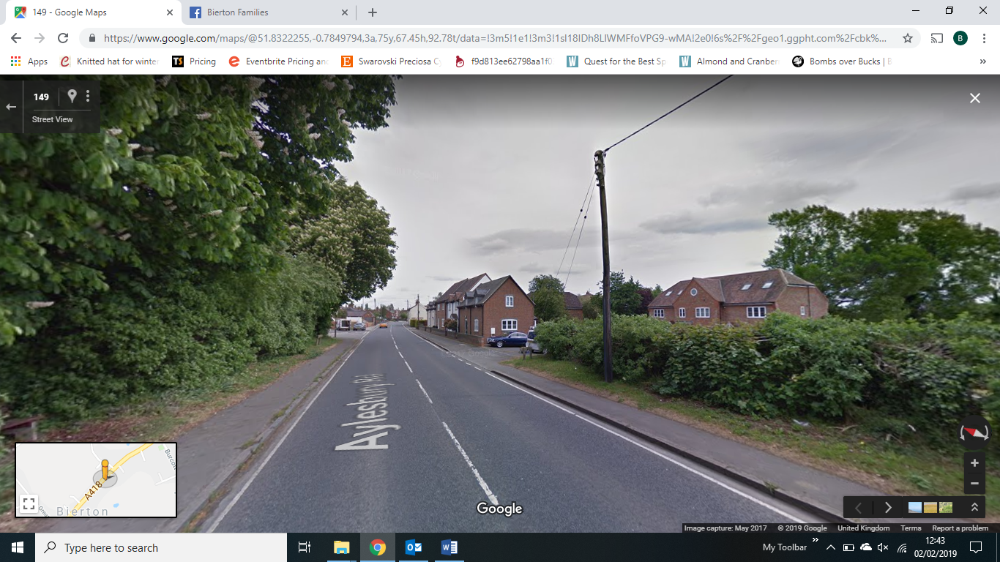 149 - Google Maps
Bierton Families
https://www.google.com/maps/@51.8322255,-0.7849794,3a,75y,67.45h,92.78t/data=!3m5!1e1!3m3!1sl18IDh8LlWMFfoVPG9-wMA!2e0!6s%2F%2Fgeo1.ggpht.com%2Fcbk%...
B
Apps
Knitted hat for winter
Pricing
Eventbrite Pricing an
Swarovski Preciosa C
f9d813ee62798aa1f0
Quest for the Best Sp
Almond and Cranber
Bombs over Bucks | B
149
Street View
Aylesbury Rd
A418
Burcot
Bierton
Google
Image capture: May 2017 © 2019 Google United Kingdom Terms Report a problem
Type here to search
My Toolbar
12:43
02/02/2019